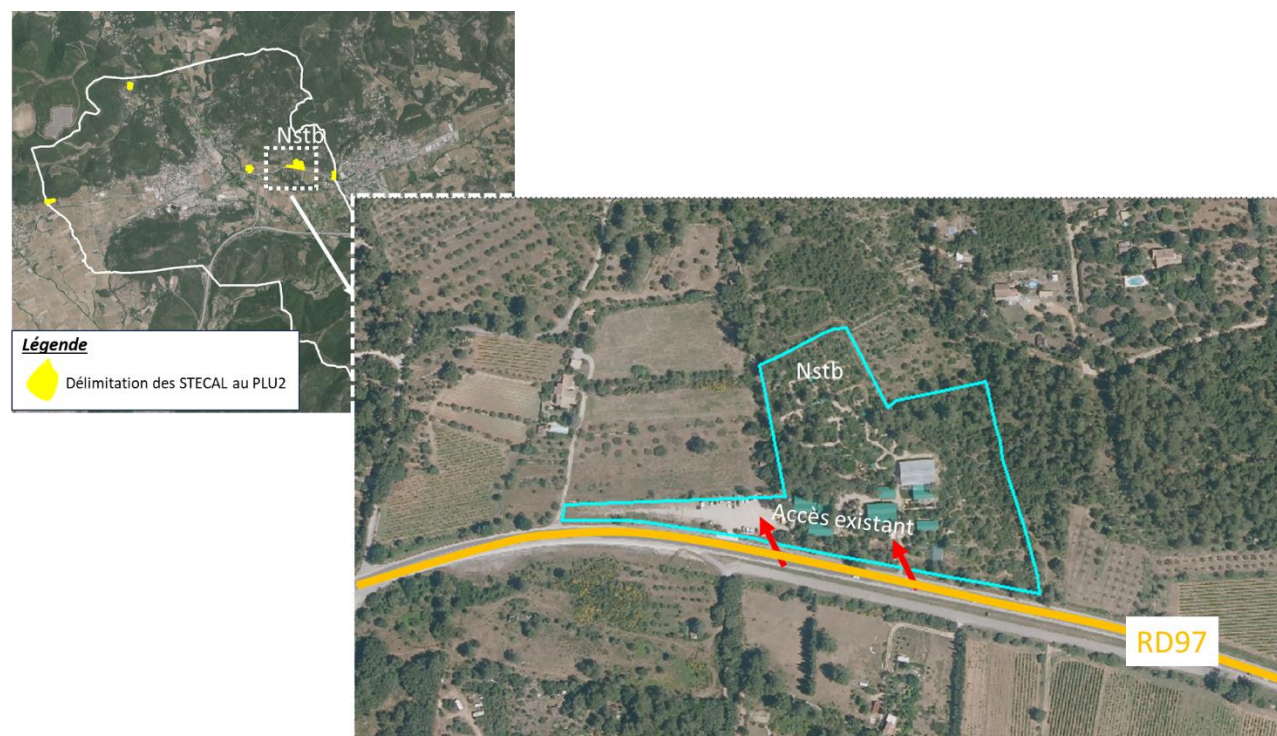 Nstb
Légende
Délimitation des STECAL au PLU2
Nstb
Accès existant
RD97